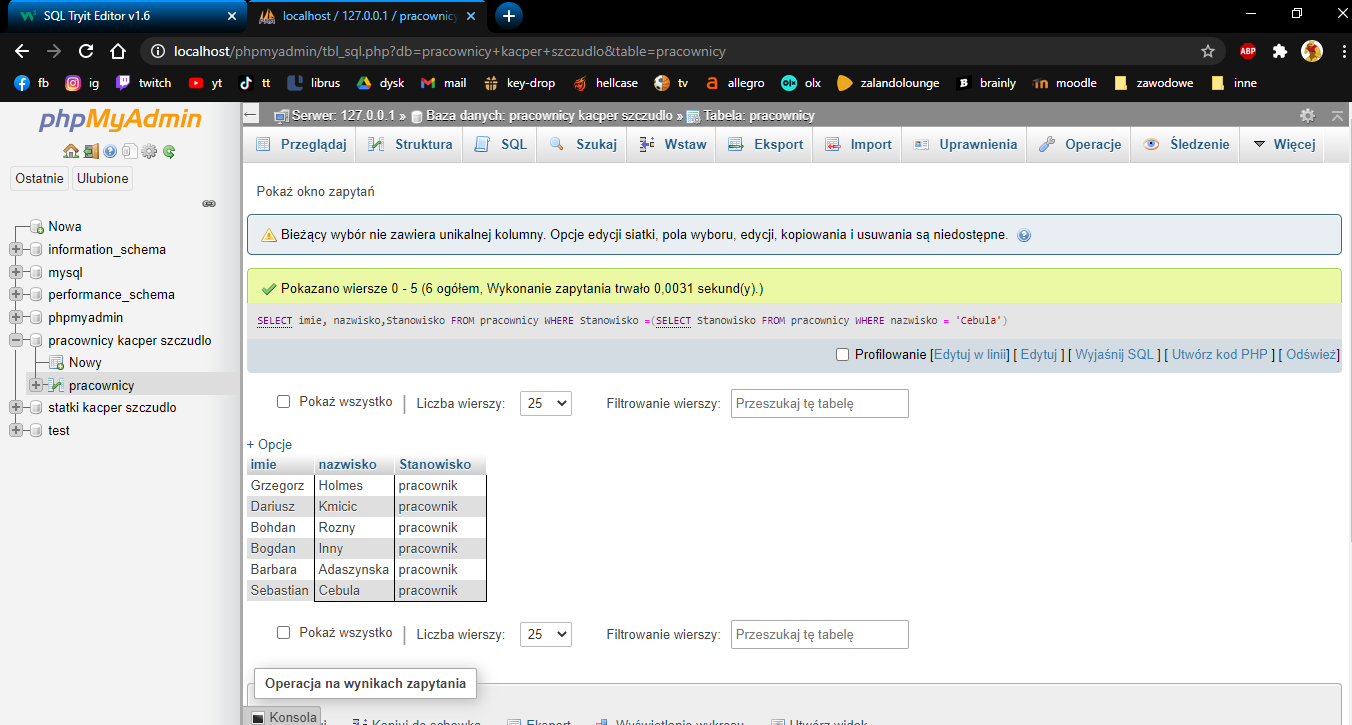 SQL Tryit Editor v1.6
localhost / 127.0.0.1 / pracownicy
localhost/phpmyadmin/tbl_sql.php?db=pracownicy+kacper+szczudlo&table=pracownicy
ABP
fb ig twitch yt tt librus dysk mail key-drop hellcase tv allegro olx zalandolounge brainly moodle zawodowe inne
phpMyAdmin
Ostatnie Ulubione
Nowa
information_schema
mysql
performance_schema
phpmyadmin
pracownicy kacper szczudlo
Nowy
pracownicy
statki kacper szczudlo
test
Serwer: 127.0.0.1 » Baza danych: pracownicy kacper szczudlo » Tabela: pracownicy
Przeglądaj Struktura SQL Szukaj Wstaw Eksport Import Uprawnienia Operacje Śledzenie Więcej
Pokaż okno zapytań
Bieżący wybór nie zawiera unikalnej kolumny. Opcje edycji siatki, pola wyboru, edycji, kopiowania i usuwania są niedostępne.
Pokazano wiersze 0 - 5 (6 ogółem, Wykonanie zapytania trwało 0,0031 sekund(y).)
SELECT imie, nazwisko,Stanowisko FROM pracownicy WHERE Stanowisko =(SELECT Stanowisko FROM pracownicy WHERE nazwisko = 'Cebula')
Profilowanie [Edytuj w linii] [ Edytuj ] [ Wyjaśnij SQL ] [ Utwórz kod PHP ] [ Odśwież]
Pokaż wszystko | Liczba wierszy: 25 Filtrowanie wierszy: Przeszukaj tę tabelę
+ Opcje
imie nazwisko Stanowisko
Grzegorz Holmes pracownik
Dariusz Kmicic pracownik
Bohdan Rozny pracownik
Bogdan Inny pracownik
Barbara Adaszynska pracownik
Sebastian Cebula pracownik
Pokaż wszystko | Liczba wierszy: 25 Filtrowanie wierszy: Przeszukaj tę tabelę
Operacja na wynikach zapytania
Konsola Kopiuj do schowka Eksport Wyświetlanie wykresu Utwórz widok